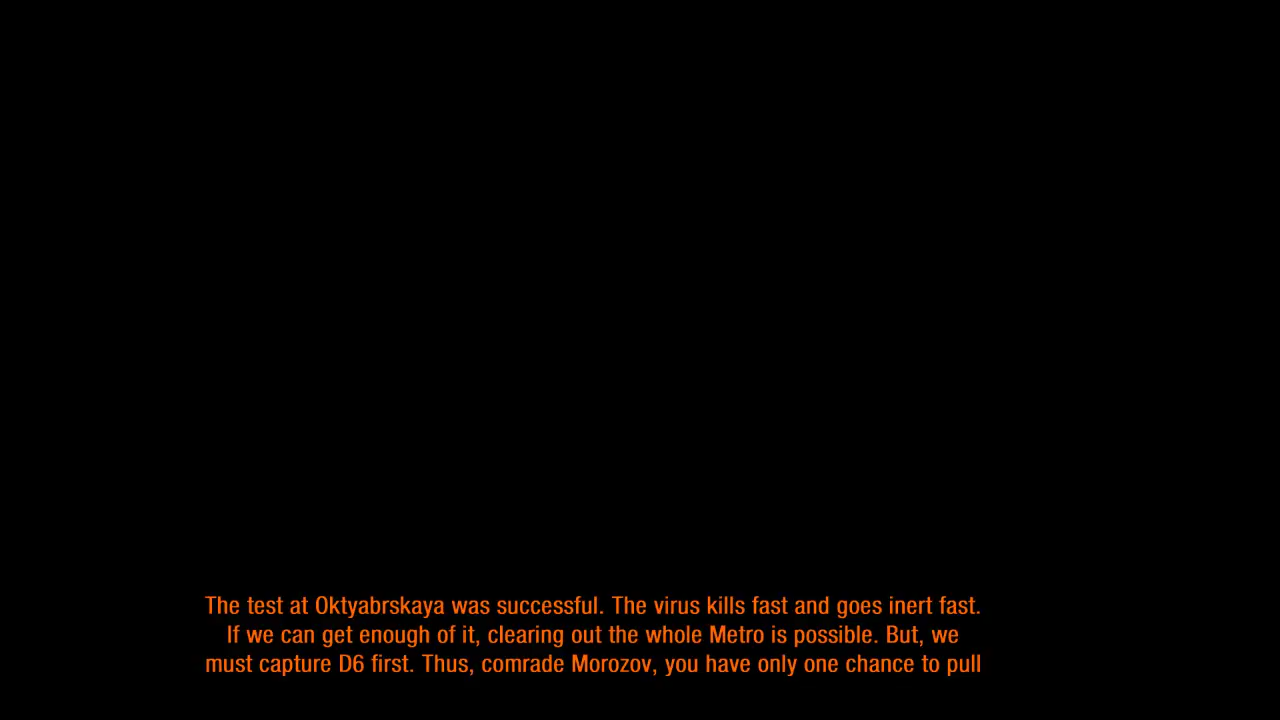 The test at Oktyabrskaya was successful. The virus kills fast and goes inert fast.
If we can get enough of it, clearing out the whole Metro is possible. But, we
must capture D6 first. Thus, comrade Morozov, you have only one chance to pull